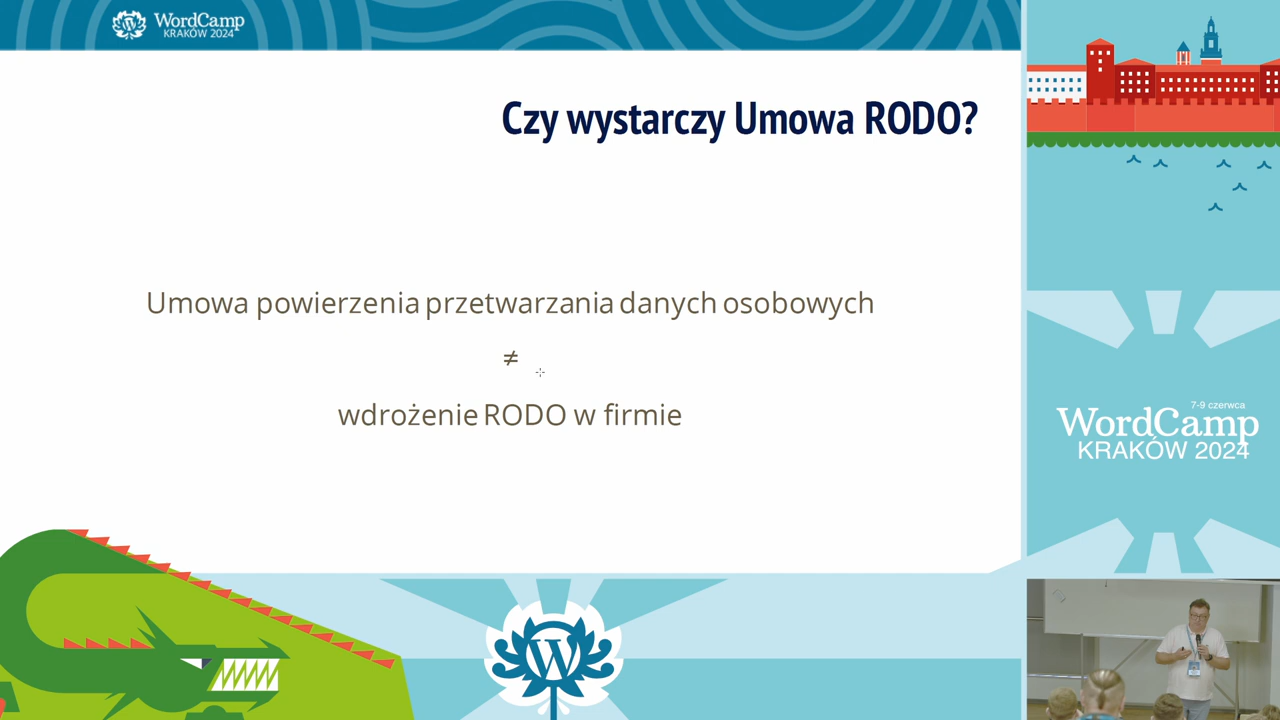 WordCamp
KRAKÓW 2024
Czy wystarczy Umowa RODO?
Umowa powierzenia przetwarzania danych osobowych
≠
wdrożenie RODO w firmie
7-9 czerwca
WordCamp
KRAKÓW 2024
W